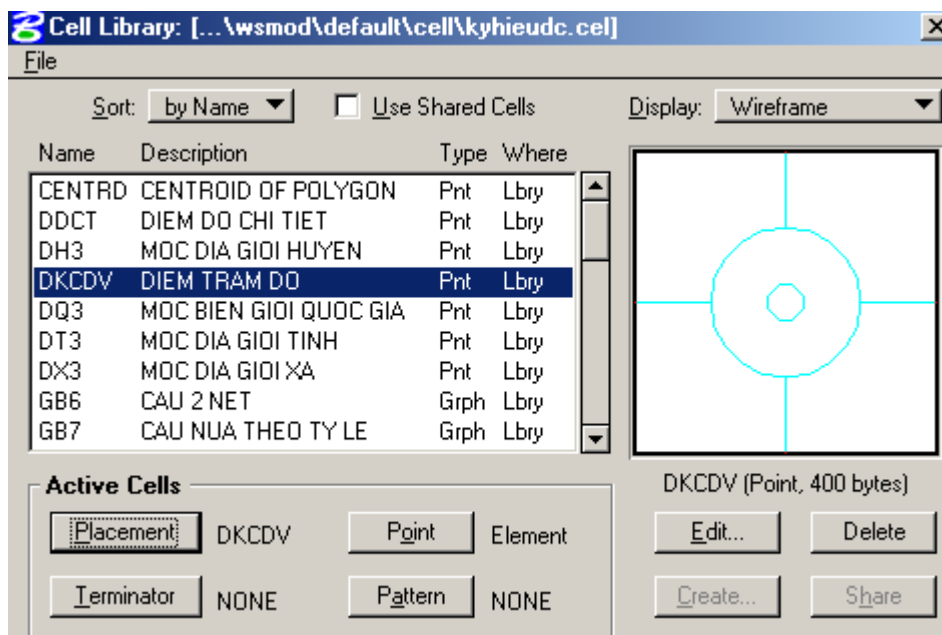 Cell Library: [...\wsmod\default\cell\kyhieudc.cel]
File
Sort: by Name Use Shared Cells Display: Wireframe
Name Description Type Where
CENTRD CENTROID OF POLYGON Pnt Lbry
DDCT DIEM DO CHI TIET Pnt Lbry
DH3 MOC DIA GIOI HUYEN Pnt Lbry
DKCDV DIEM TRAM DO Pnt Lbry
DQ3 MOC BIEN GIOI QUOC GIA Pnt Lbry
DT3 MOC DIA GIOI TINH Pnt Lbry
DX3 MOC DIA GIOI XA Pnt Lbry
GB6 CAU 2 NET Grph Lbry
GB7 CAU NUA THEO TY LE Grph Lbry
DKCDV (Point, 400 bytes)
Active Cells
Placement DKCDV Point Element Edit... Delete
Terminator NONE Pattern NONE Create... Share